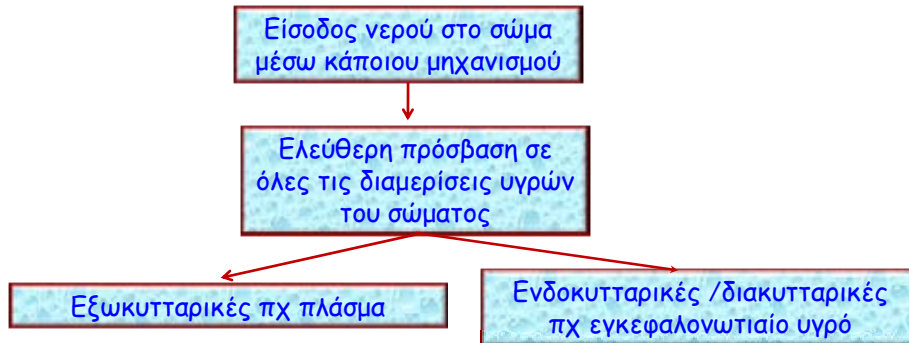 Είσοδος νερού στο σώμα
μέσω κάποιου μηχανισμού
Ελεύθερη πρόσβαση σε
όλες τις διαμερίσεις υγρών
του σώματος
Εξωκυτταρικές πχ πλάσμα
Ενδοκυτταρικές /διακυτταρικές
πχ εγκεφαλονωτιαίο υγρό